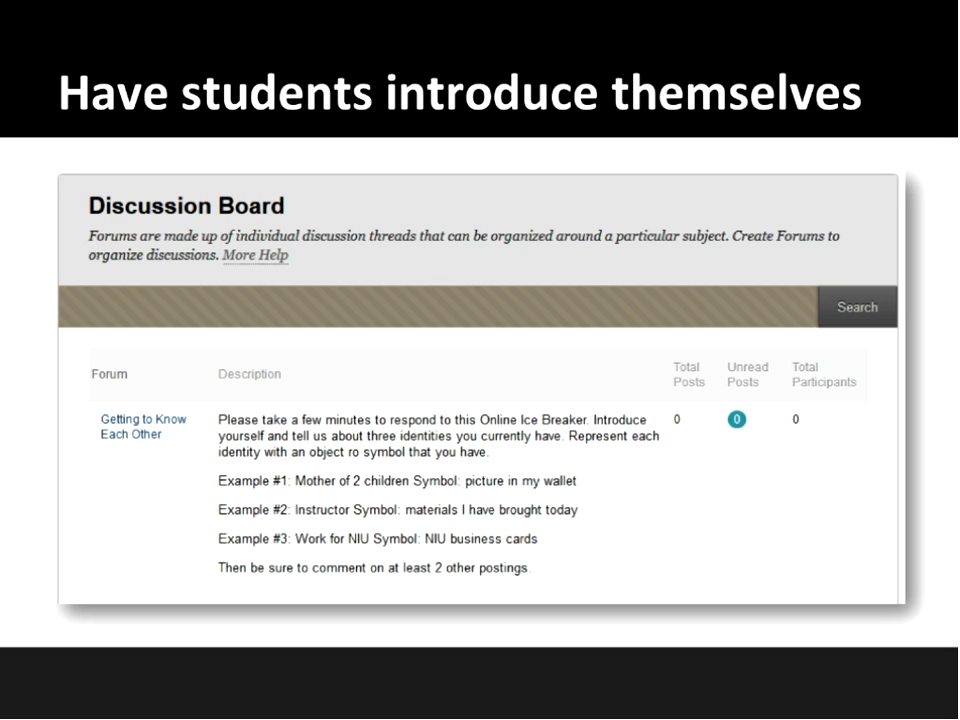 Have students introduce themselves
Discussion Board
Forums are made up of individual discussion threads that can be organized around a particular subject. Create Forums to
organize discussions. More Help
Search
Forum Description Total Posts Unread Posts Total Participants
Getting to Know Each Other
Please take a few minutes to respond to this Online Ice Breaker. Introduce
yourself and tell us about three identities you currently have. Represent each
identity with an object ro symbol that you have.
Example #1: Mother of 2 children Symbol: picture in my wallet
Example #2: Instructor Symbol: materials I have brought today
Example #3: Work for NIU Symbol: NIU business cards
Then be sure to comment on at least 2 other postings.
0 0 0